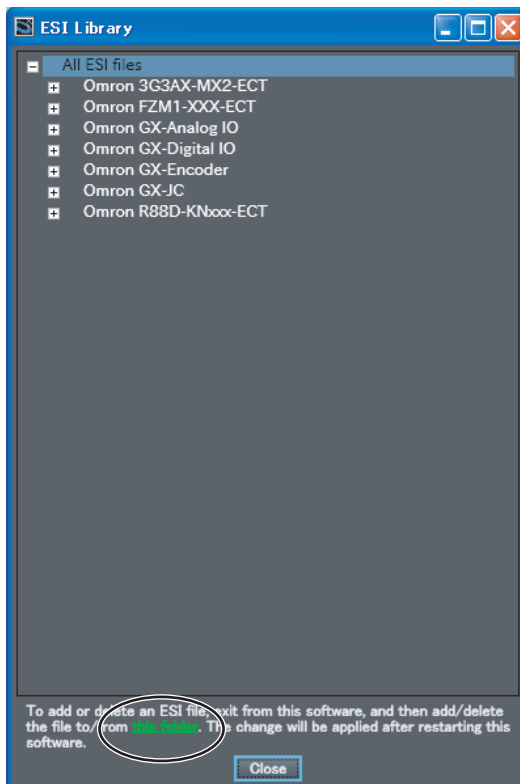 ESI Library
All ESI files
Omron 3G3AX-MX2-ECT
Omron FZM1-XXX-ECT
Omron GX-Analog IO
Omron GX-Digital IO
Omron GX-Encoder
Omron GX-JC
Omron R88D-KNxxx-ECT
To add or delete an ESI file, exit from this software, and then add/delete
the file to/from this folder. The change will be applied after restarting this
software.
Close